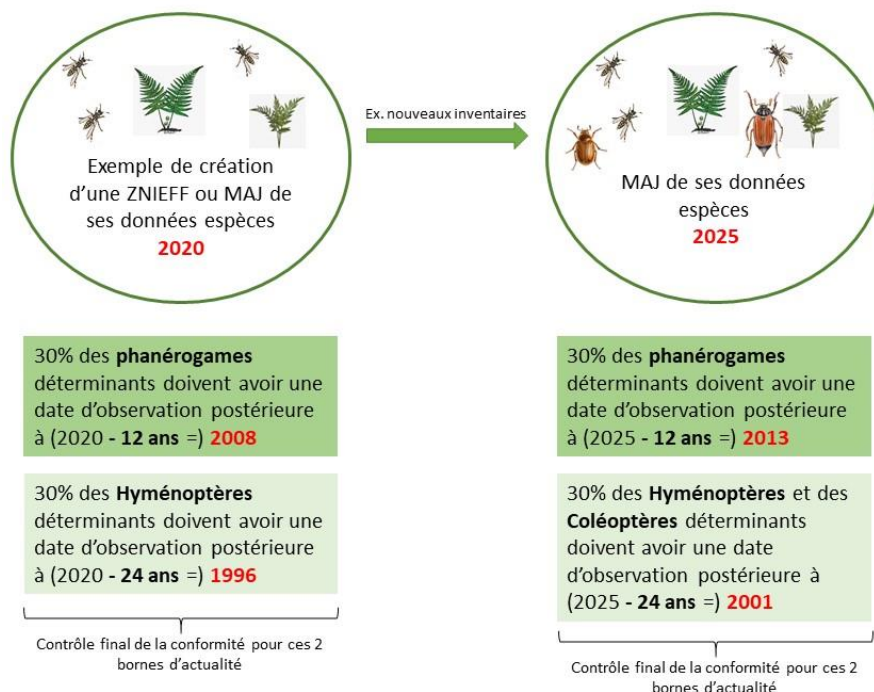 Exemple de création
d'une ZNIEFF ou MAJ de
ses données espèces
2020
Ex. nouveaux inventaires
MAJ de ses données
espèces
2025
30% des phanérogames
déterminants doivent avoir une
date d'observation postérieure
à (2020 - 12 ans =) 2008
30% des Hyménoptères
déterminants doivent avoir une
date d'observation postérieure
à (2020 - 24 ans =) 1996
Contrôle final de la conformité pour ces 2
bornes d'actualité
30% des phanérogames
déterminants doivent avoir une
date d'observation postérieure
à (2025 - 12 ans =) 2013
30% des Hyménoptères et des
Coléoptères déterminants
doivent avoir une date
d'observation postérieure à
(2025 - 24 ans =) 2001
Contrôle final de la conformité pour ces 2
bornes d'actualité